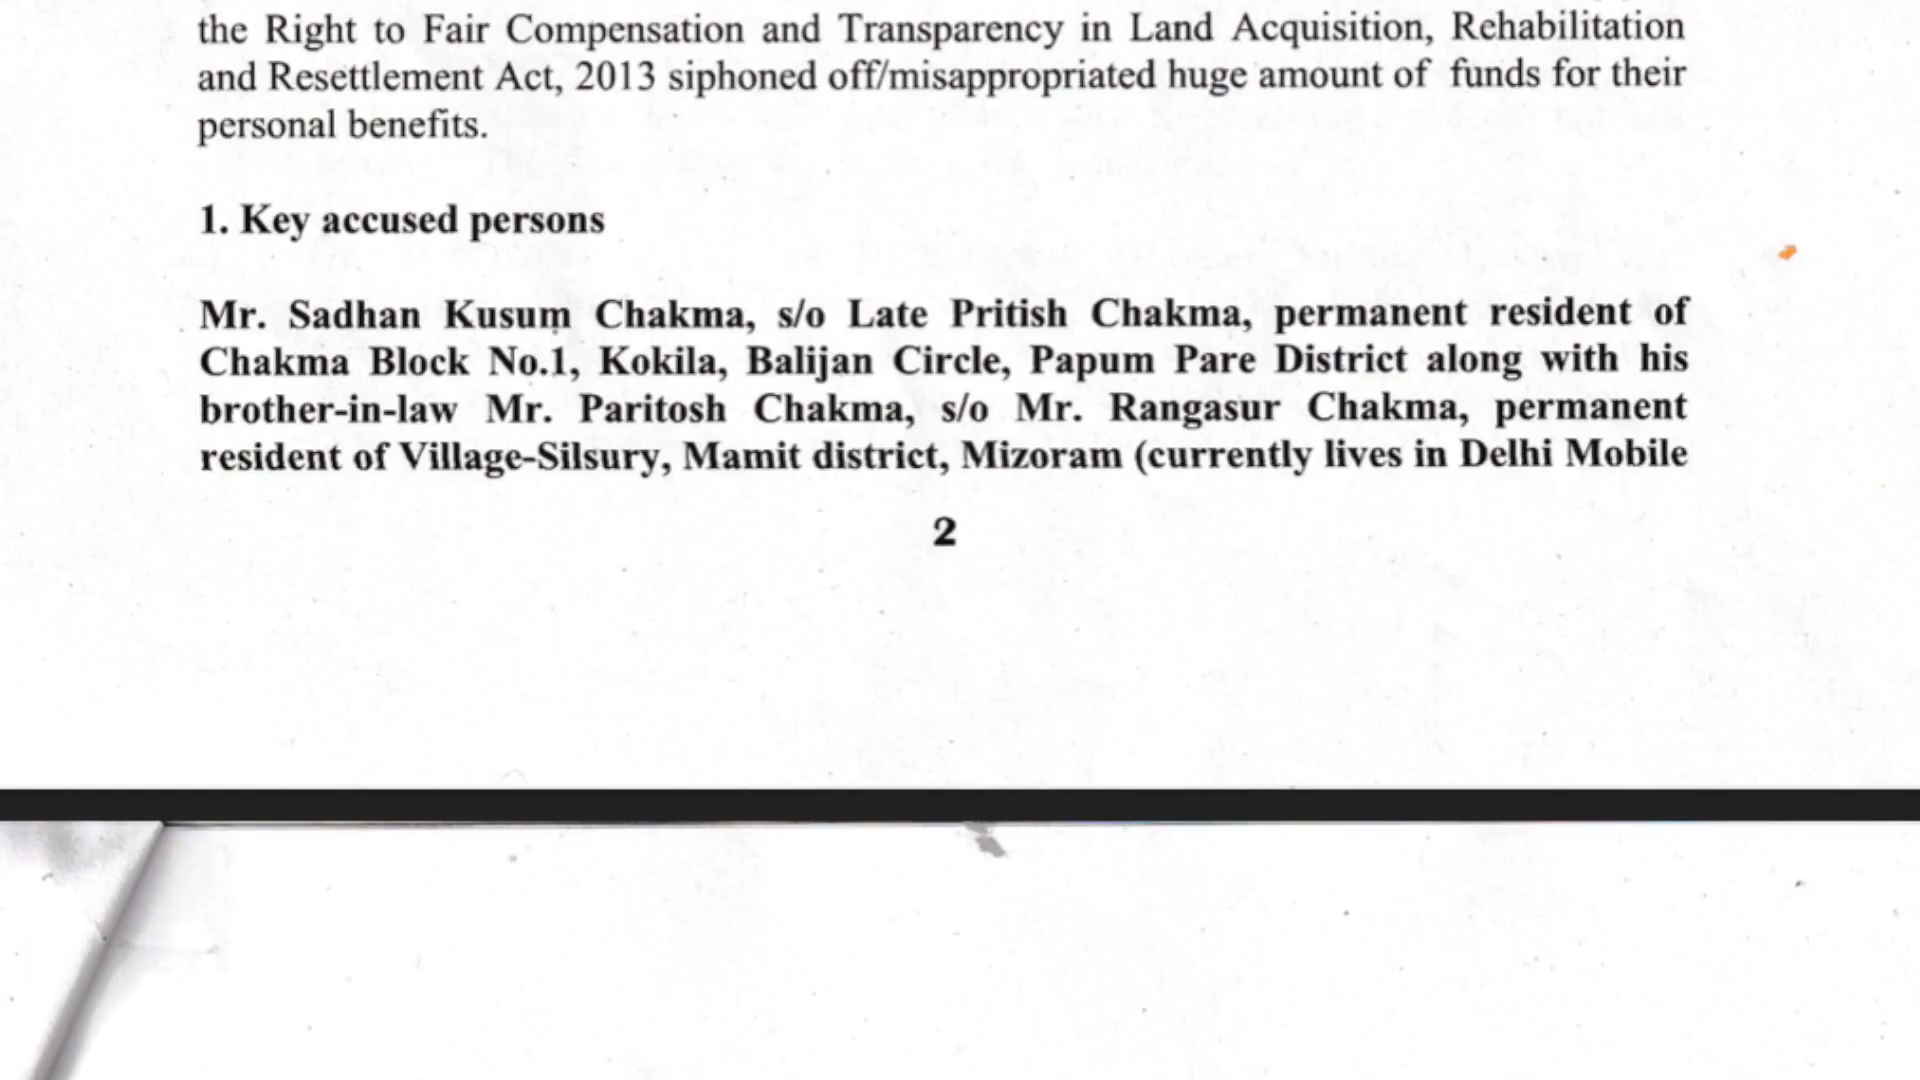 the Right to Fair Compensation and Transparency in Land Acquisition, Rehabilitation
and Resettlement Act, 2013 siphoned off/misappropriated huge amount of funds for their
personal benefits.
1. Key accused persons
Mr. Sadhan Kusum Chakma, s/o Late Pritish Chakma, permanent resident of
Chakma Block No.1, Kokila, Balijan Circle, Papum Pare District along with his
brother-in-law Mr. Paritosh Chakma, s/o Mr. Rangasur Chakma, permanent
resident of Village-Silsury, Mamit district, Mizoram (currently lives in Delhi Mobile
2